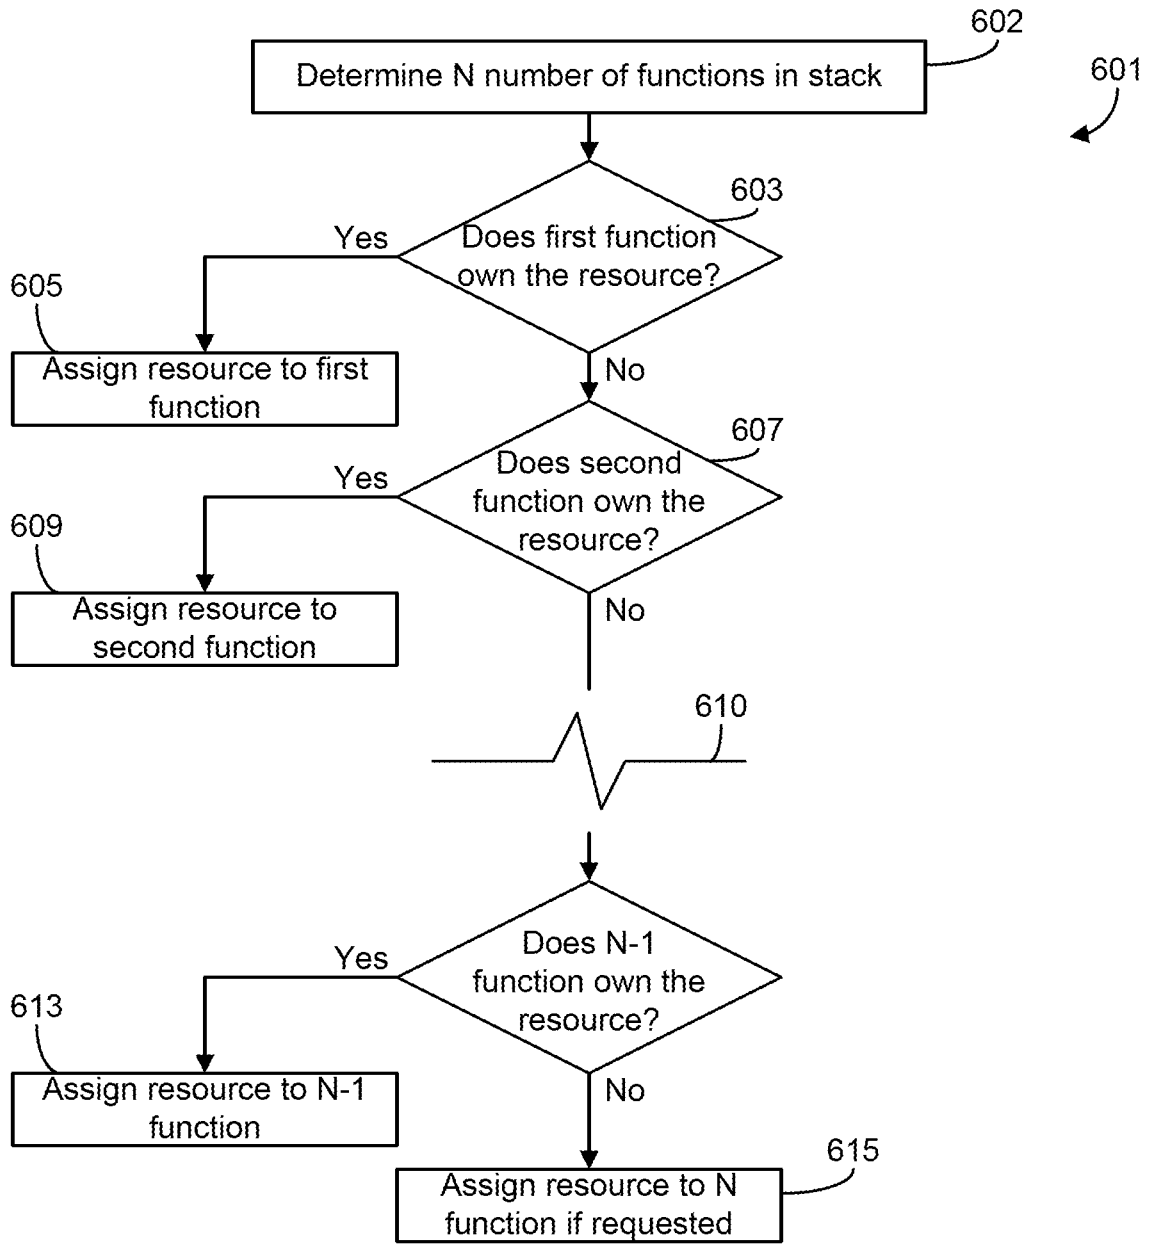 602
Determine N number of functions in stack
601
603
Yes
Does first function
own the resource?
605
Assign resource to first
function
No
607
Yes
Does second
function own the
resource?
609
Assign resource to
second function
No
610
Yes
Does N-1
function own the
resource?
613
Assign resource to N-1
function
No
615
Assign resource to N
function if requested